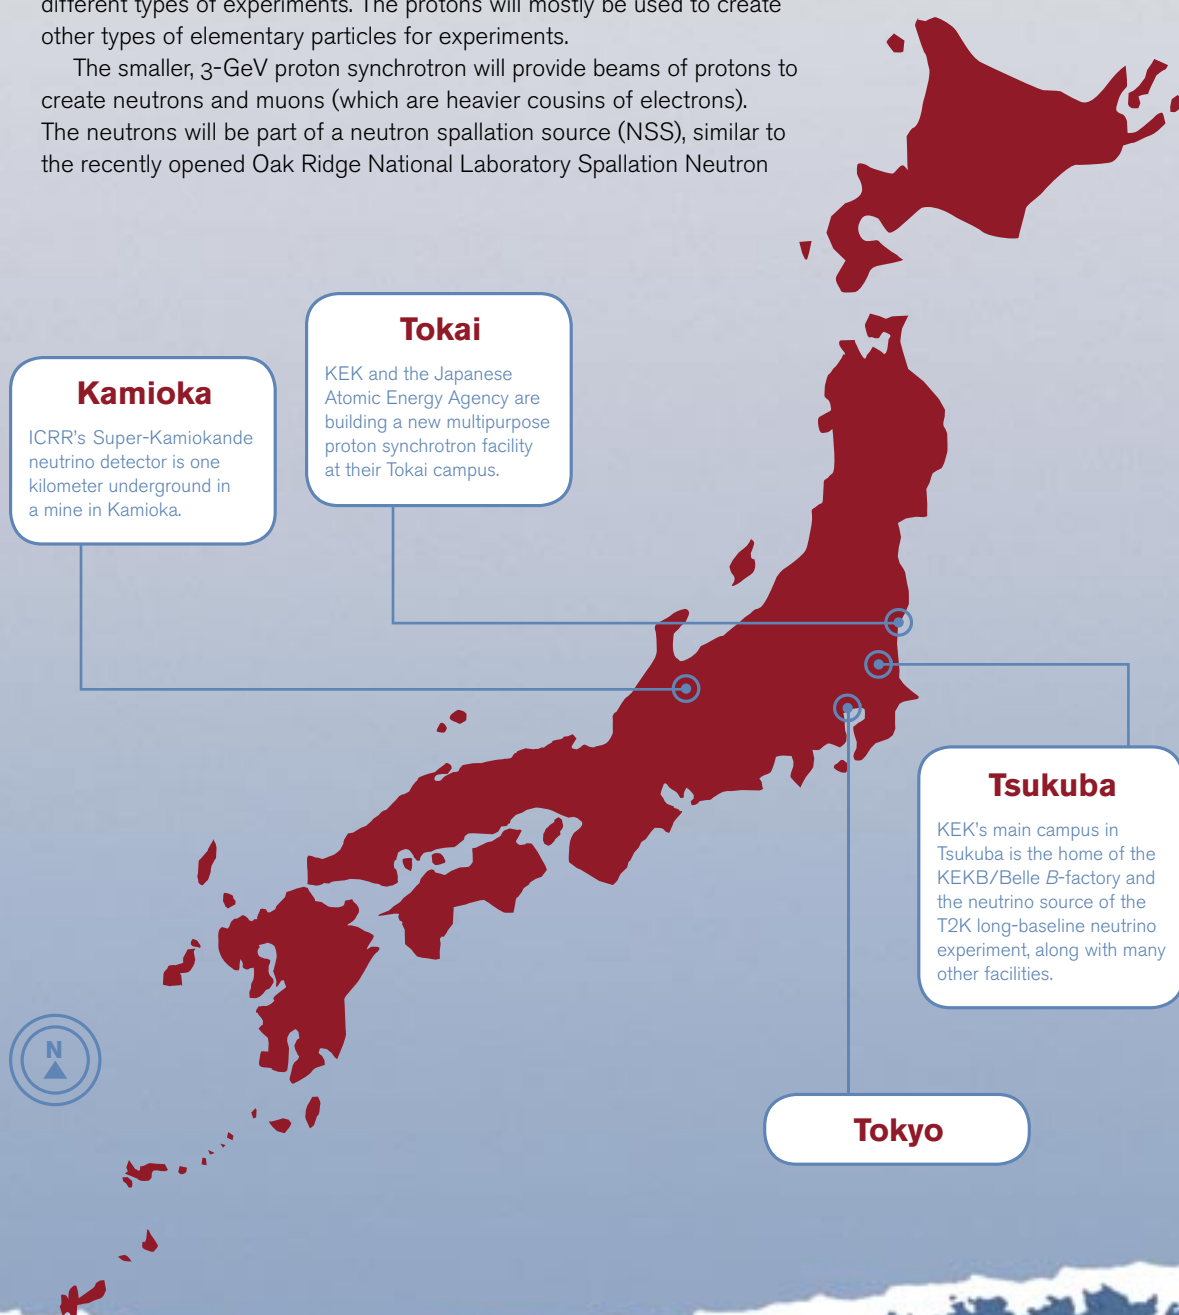 different types of experiments. The protons will mostly be used to create
other types of elementary particles for experiments.
The smaller, 3-GeV proton synchrotron will provide beams of protons to
create neutrons and muons (which are heavier cousins of electrons).
The neutrons will be part of a neutron spallation source (NSS), similar to
the recently opened Oak Ridge National Laboratory Spallation Neutron
Tokai
KEK and the Japanese
Atomic Energy Agency are
building a new multipurpose
proton synchrotron facility
at their Tokai campus.
Kamioka
ICRR's Super-Kamiokande
neutrino detector is one
kilometer underground in
a mine in Kamioka.
Tsukuba
KEK's main campus in
Tsukuba is the home of the
KEKB/Belle B-factory and
the neutrino source of the
T2K long-baseline neutrino
experiment, along with many
other facilities.
N
Tokyo